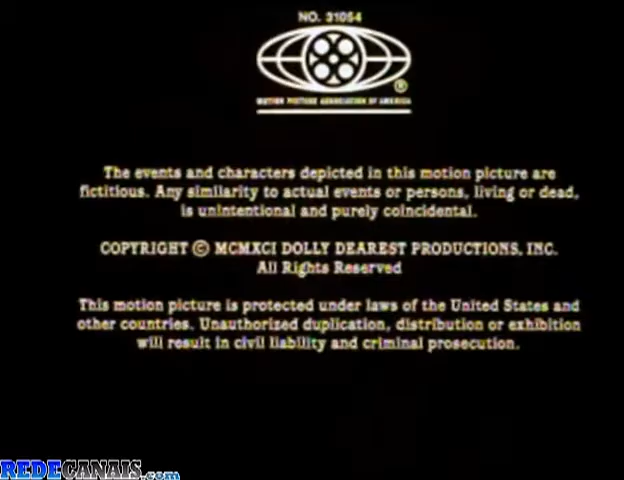 NO. 31054
MOTION PICTURE ASSOCIATION OF AMERICA
®
The events and characters depicted in this motion picture are
fictitious. Any similarity to actual events or persons, living or dead,
is unintentional and purely coincidental.
COPYRIGHT © MCMXCI DOLLY DEAREST PRODUCTIONS, INC.
All Rights Reserved
This motion picture is protected under laws of the United States and
other countries. Unauthorized duplication, distribution or exhibition
will result in civil liability and criminal prosecution.
REDECANAIS.com